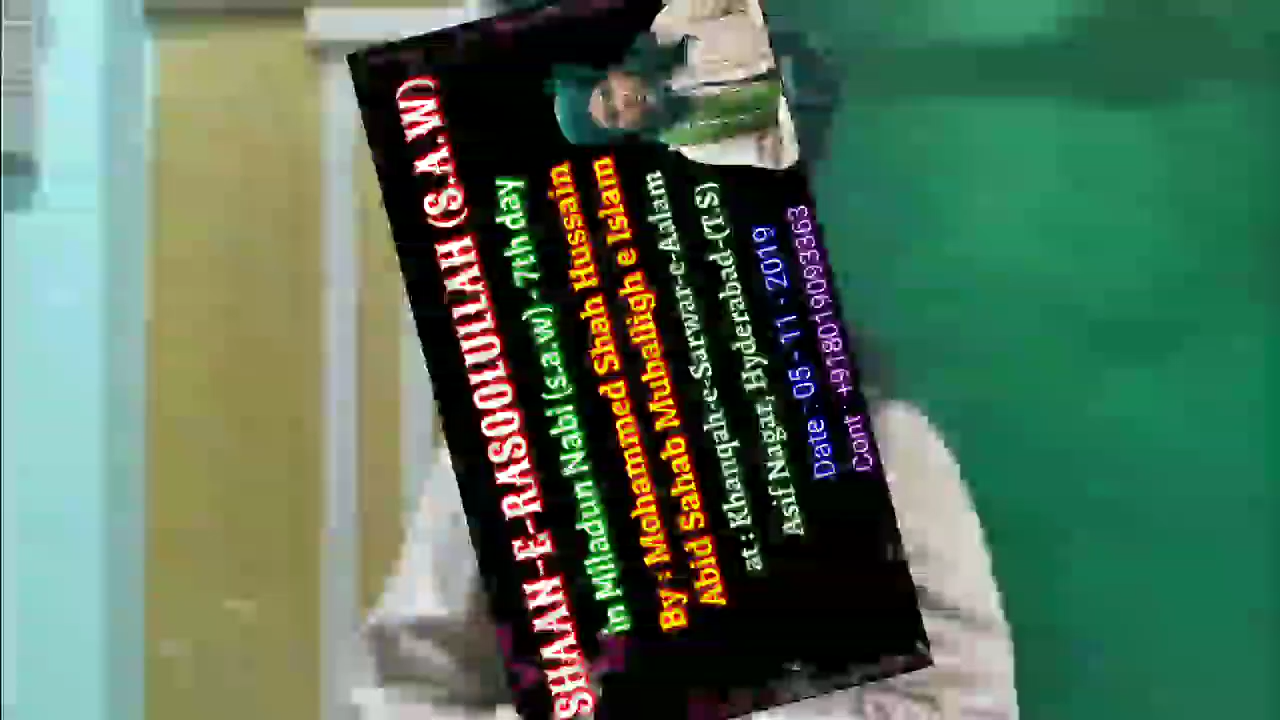 SHAAN-E-RASOOLULLAH (S.A.W)
in Miladun Nabi (s.a.w) - 7th day
By : Mohammed Shah Hussain
Abid Sahab Muballigh e Islam
at : Khanqah-e-Sarwar-e-Aalam
Asif Nagar, Hyderabad-(T.S)
Date : 05 - 11 - 2019
Cont : +918019093363